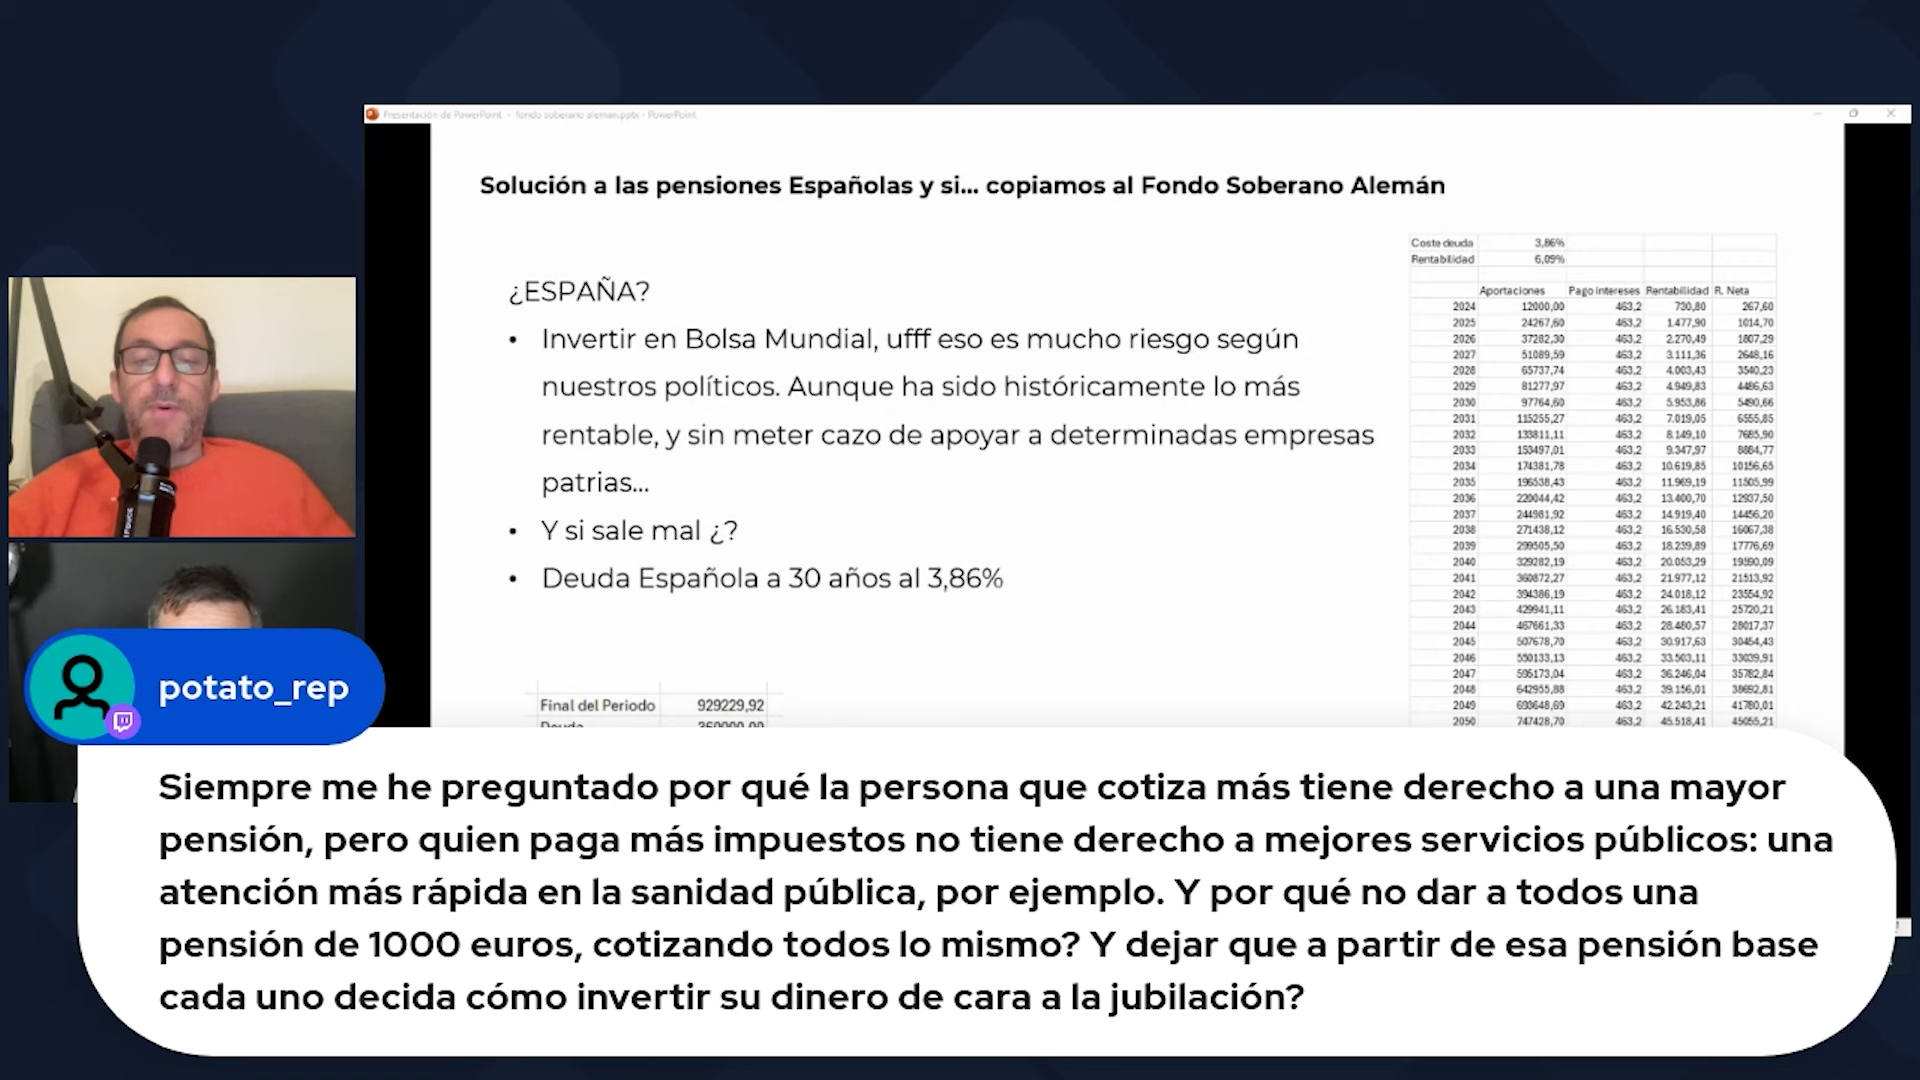 Presentación de PowerPoint - fondo soberano aleman.pptx - PowerPoint
Solución a las pensiones Españolas y si... copiamos al Fondo Soberano Alemán
¿ESPAÑA?
• Invertir en Bolsa Mundial, ufff eso es mucho riesgo según
nuestros políticos. Aunque ha sido históricamente lo más
rentable, y sin meter cazo de apoyar a determinadas empresas
patrias...
• Y si sale mal ¿?
• Deuda Española a 30 años al 3,86%
Final del Periodo 929229,92
Deuda 360000,00
Coste deuda 3,86%
Rentabilidad 6,09%
Aportaciones Pago intereses Rentabilidad R. Neta
2024 12000,00 463,2 730,80 267,60
2025 24267,60 463,2 1.477,90 1014,70
2026 37282,30 463,2 2.270,49 1807,29
2027 51089,59 463,2 3.111,36 2648,16
2028 65737,74 463,2 4.003,43 3540,23
2029 81277,97 463,2 4.949,83 4486,63
2030 97764,60 463,2 5.953,86 5490,66
2031 115255,27 463,2 7.019,05 6555,85
2032 133811,11 463,2 8.149,10 7685,90
2033 153497,01 463,2 9.347,97 8884,77
2034 174381,78 463,2 10.619,85 10156,65
2035 196538,43 463,2 11.969,19 11505,99
2036 220044,42 463,2 13.400,70 12937,50
2037 244981,92 463,2 14.919,40 14456,20
2038 271438,12 463,2 16.530,58 16067,38
2039 299505,50 463,2 18.239,89 17776,69
2040 329282,19 463,2 20.053,29 19590,09
2041 360872,27 463,2 21.977,12 21513,92
2042 394386,19 463,2 24.018,12 23554,92
2043 429941,11 463,2 26.183,41 25720,21
2044 467661,33 463,2 28.480,57 28017,37
2045 507678,70 463,2 30.917,63 30454,43
2046 550133,13 463,2 33.503,11 33039,91
2047 595173,04 463,2 36.246,04 35782,84
2048 642955,88 463,2 39.156,01 38692,81
2049 693648,69 463,2 42.243,21 41780,01
2050 747428,70 463,2 45.518,41 45055,21
potato_rep
Siempre me he preguntado por qué la persona que cotiza más tiene derecho a una mayor
pensión, pero quien paga más impuestos no tiene derecho a mejores servicios públicos: una
atención más rápida en la sanidad pública, por ejemplo. Y por qué no dar a todos una
pensión de 1000 euros, cotizando todos lo mismo? Y dejar que a partir de esa pensión base
cada uno decida cómo invertir su dinero de cara a la jubilación?